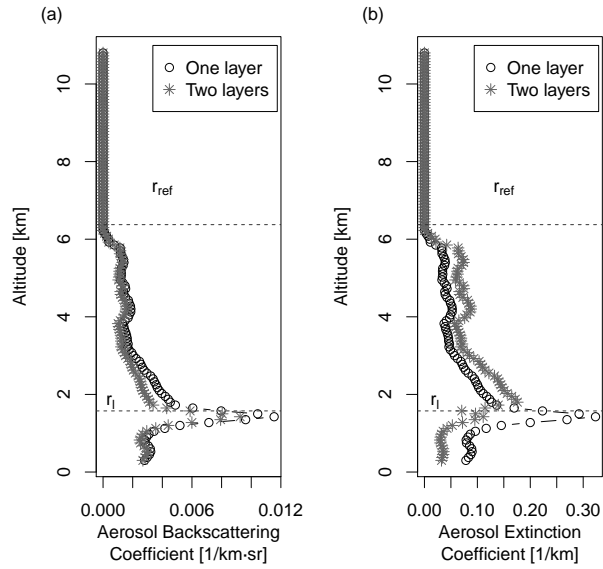 (a)
One layer
Two layers
r_ref
r_l
0
2
4
6
8
10
Altitude [km]
0.000
0.006
0.012
Aerosol Backscattering
Coefficient [1/km·sr]
(b)
One layer
Two layers
r_ref
r_l
0
2
4
6
8
10
Altitude [km]
0.00
0.10
0.20
0.30
Aerosol Extinction
Coefficient [1/km]